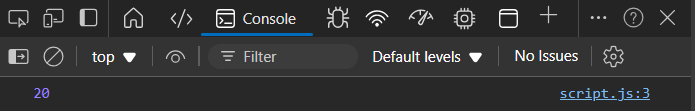 Console
top Filter Default levels No Issues
20 script.js:3